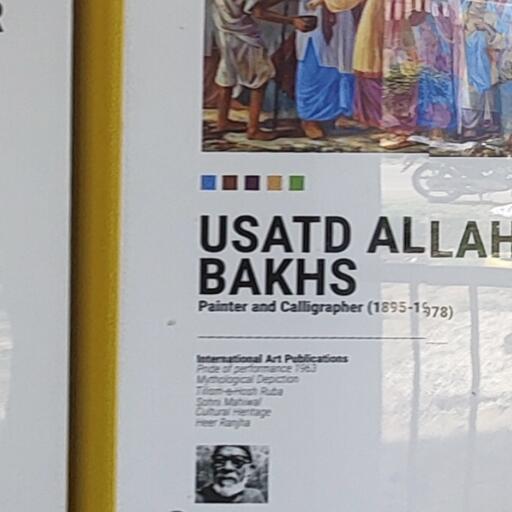 R
USATD ALLAH
BAKHS
Painter and Calligrapher (1895-1978)
International Art Publications
Pride of performance 1963
Mythological Depiction
Tilism-e-Hosh Ruba
Sohni Mahiwal
Cultural Heritage
Heer Ranjha